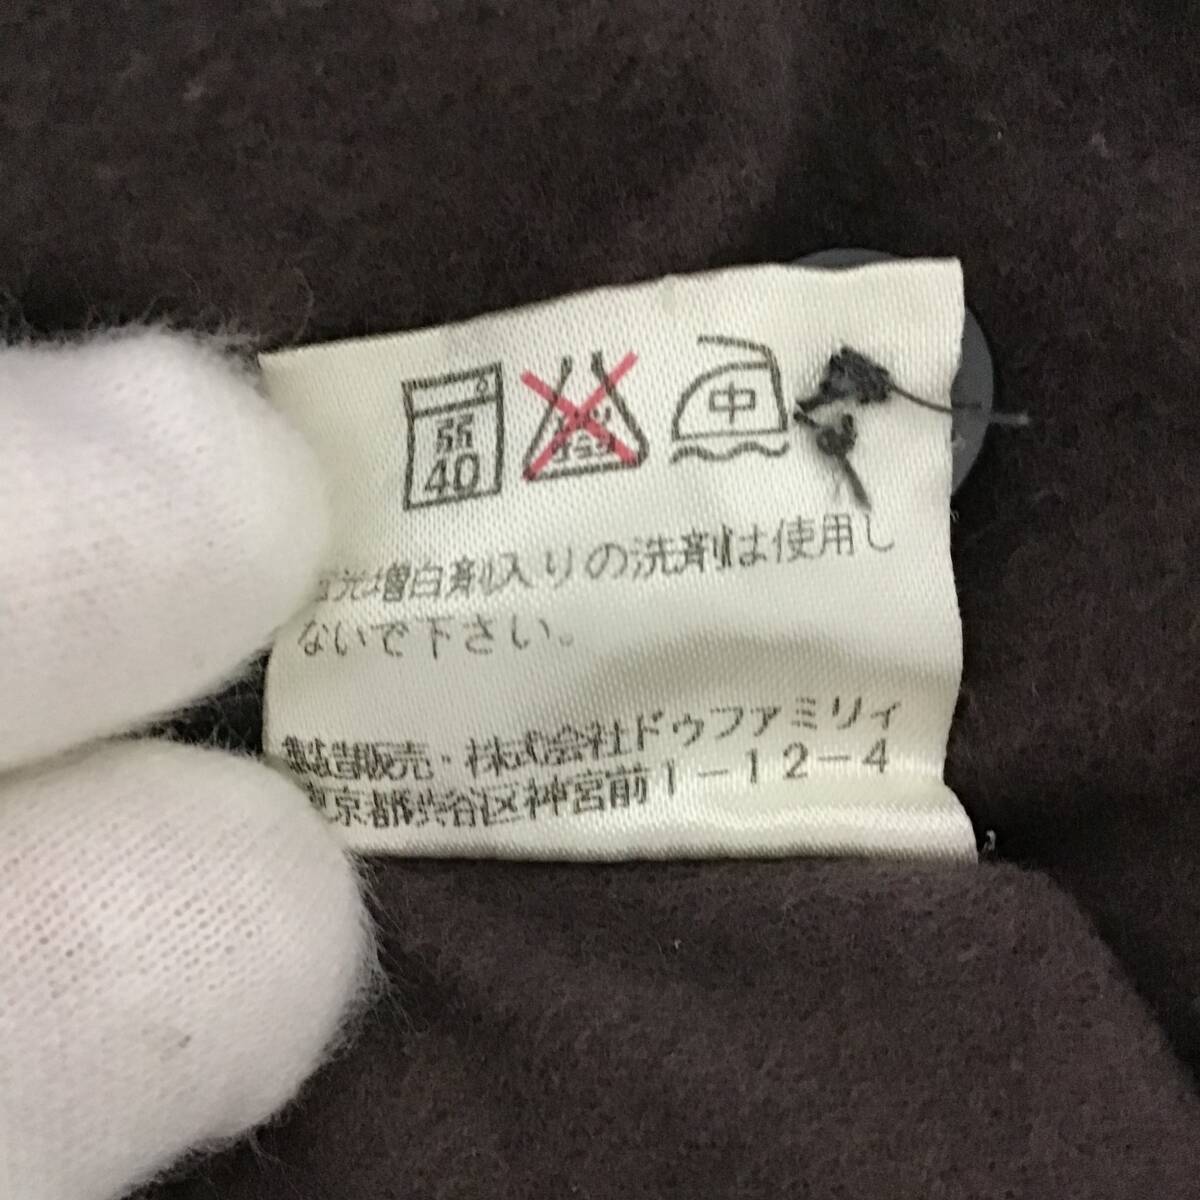 弱
40
エンソ
サラシ
中
蛍光増白剤入りの洗剤は使用し
ないで下さい。
製造販売・株式会社ドゥファミリィ
東京都渋谷区神宮前1-12-4